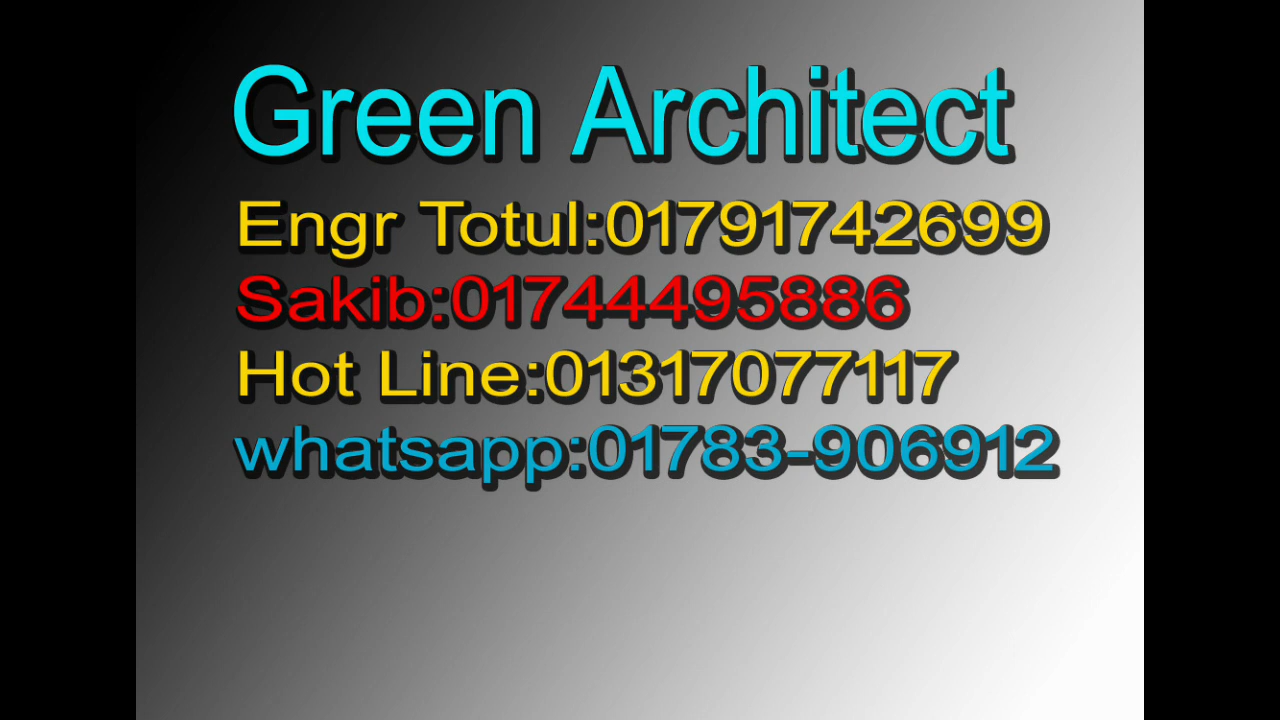 Green Architect
Engr Totul:01791742699
Sakib:01744495886
Hot Line:01317077117
whatsapp:01783-906912